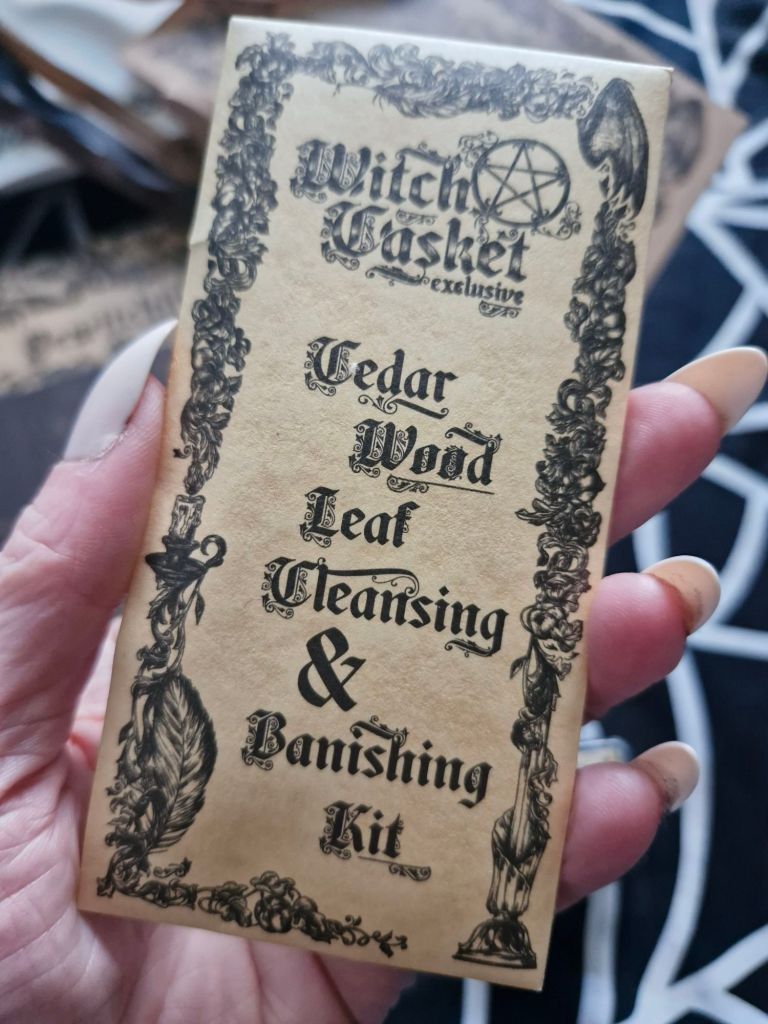 Witch
Casket
exclusive
Cedar
Wood
Leaf
Cleansing
&
Banishing
Kit